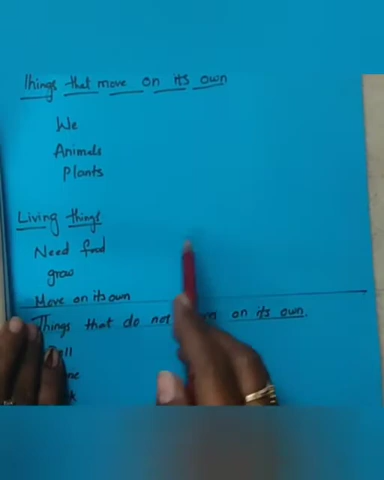 Things that move on its own
We
Animals
Plants
Living things
Need food
grow
Move on its own
Things that do not on its own.